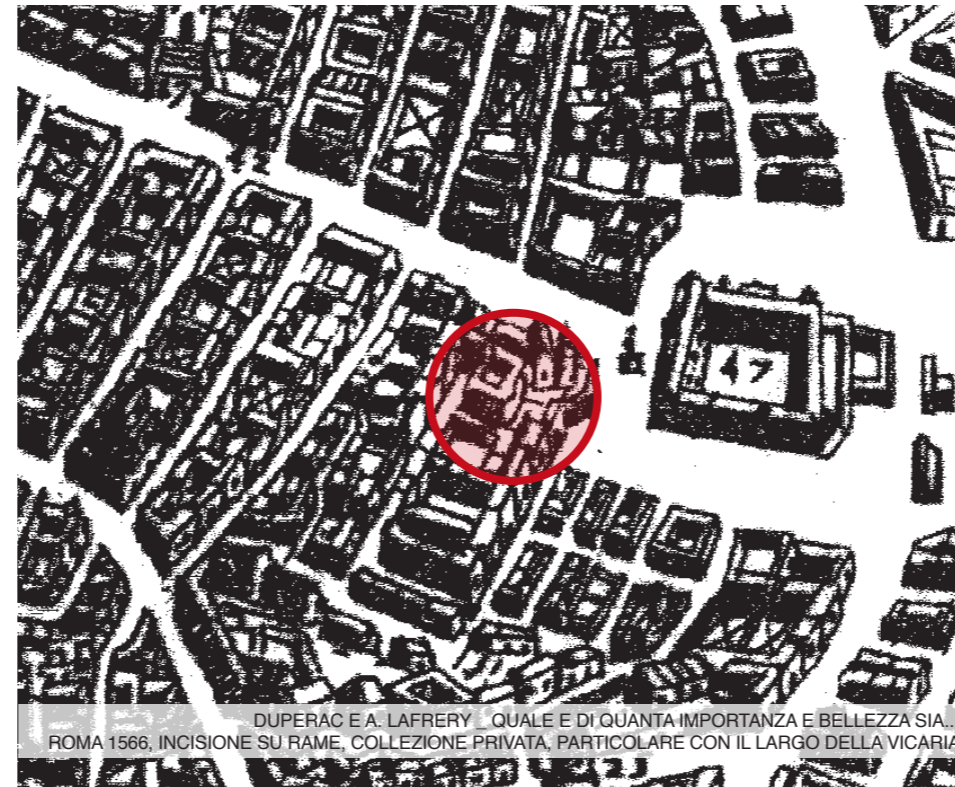 47
DUPERAC E A. LAFRERY _ QUALE E DI QUANTA IMPORTANZA E BELLEZZA SIA..
ROMA 1566, INCISIONE SU RAME, COLLEZIONE PRIVATA, PARTICOLARE CON IL LARGO DELLA VICARIA